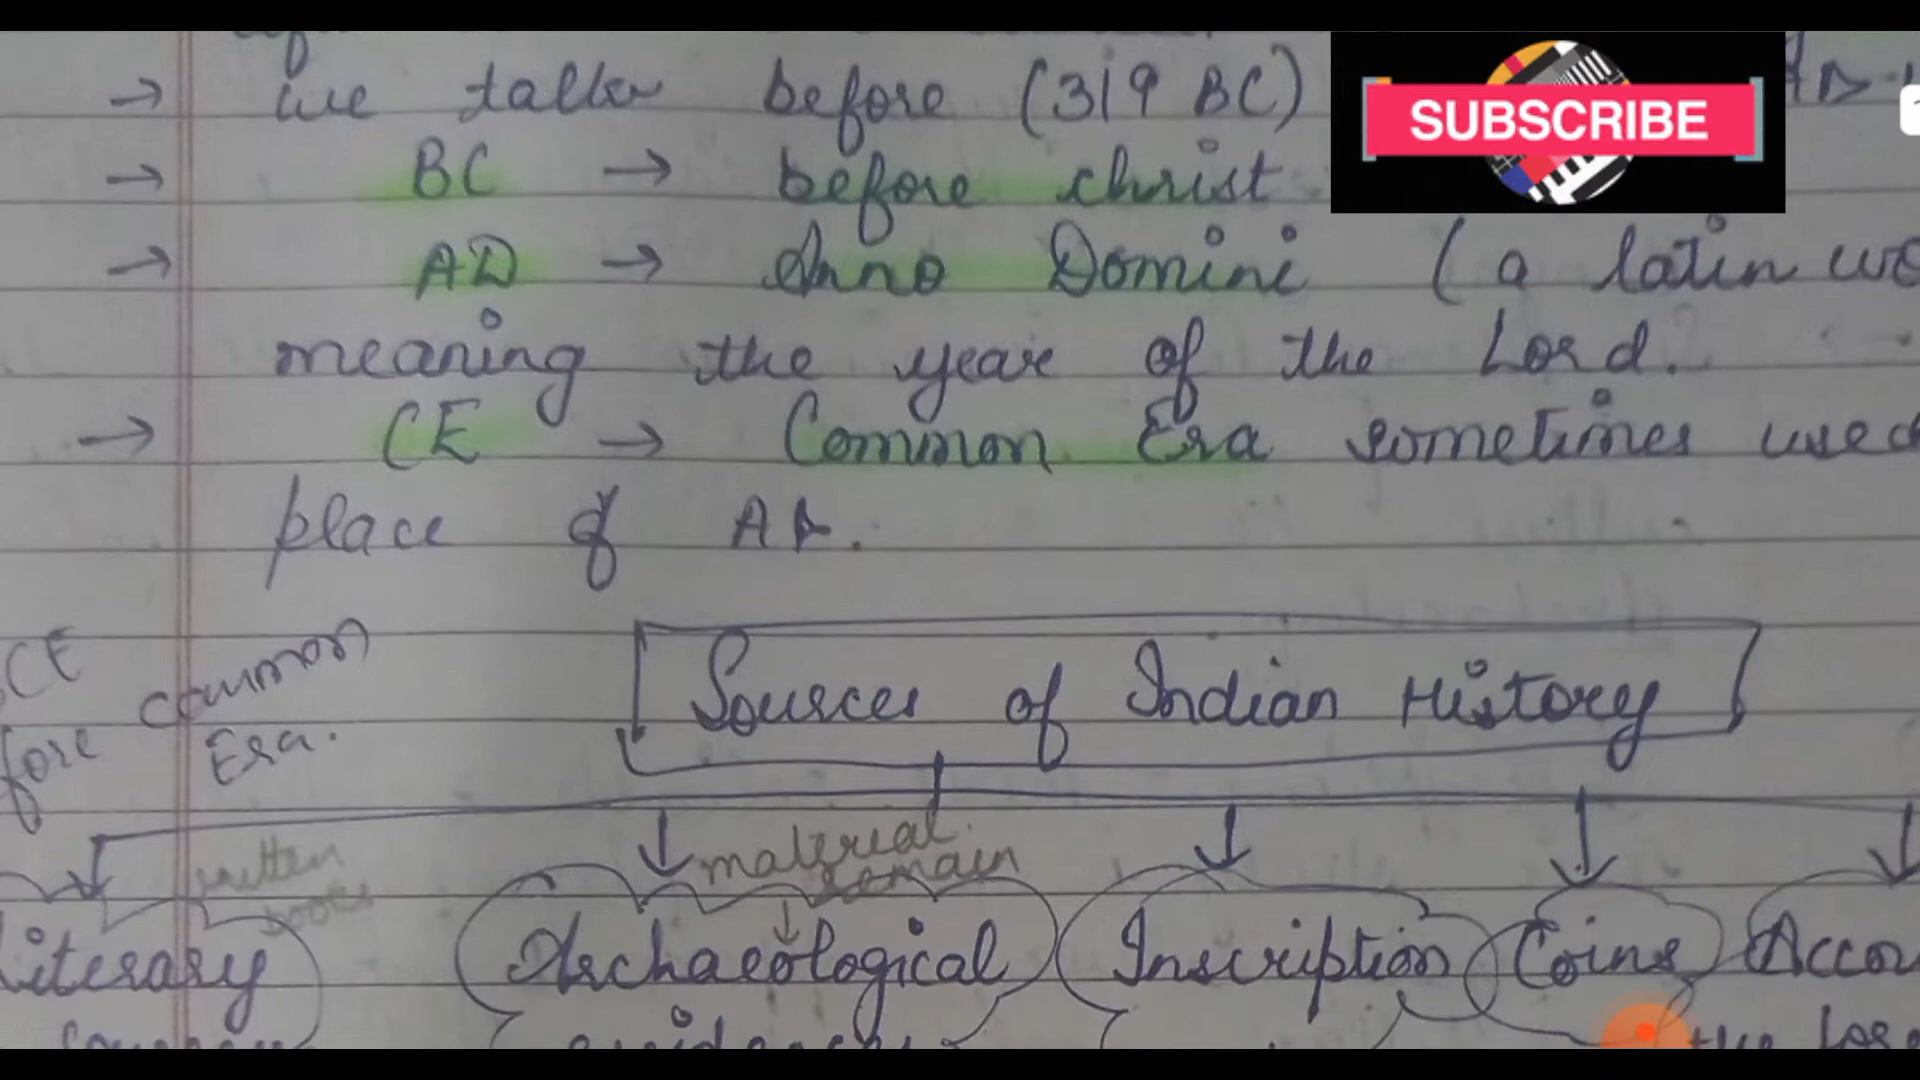 → we talk before (319 BC)
SUBSCRIBE
→ BC → before christ
→ AD → Anno Domini ( a latin
meaning the year of the Lord.
→ CE → Common Era sometimes used
place of AD.
common
Era.
Sources of Indian History
written
books
material
remain
Literary Archaeological Inscription Coins